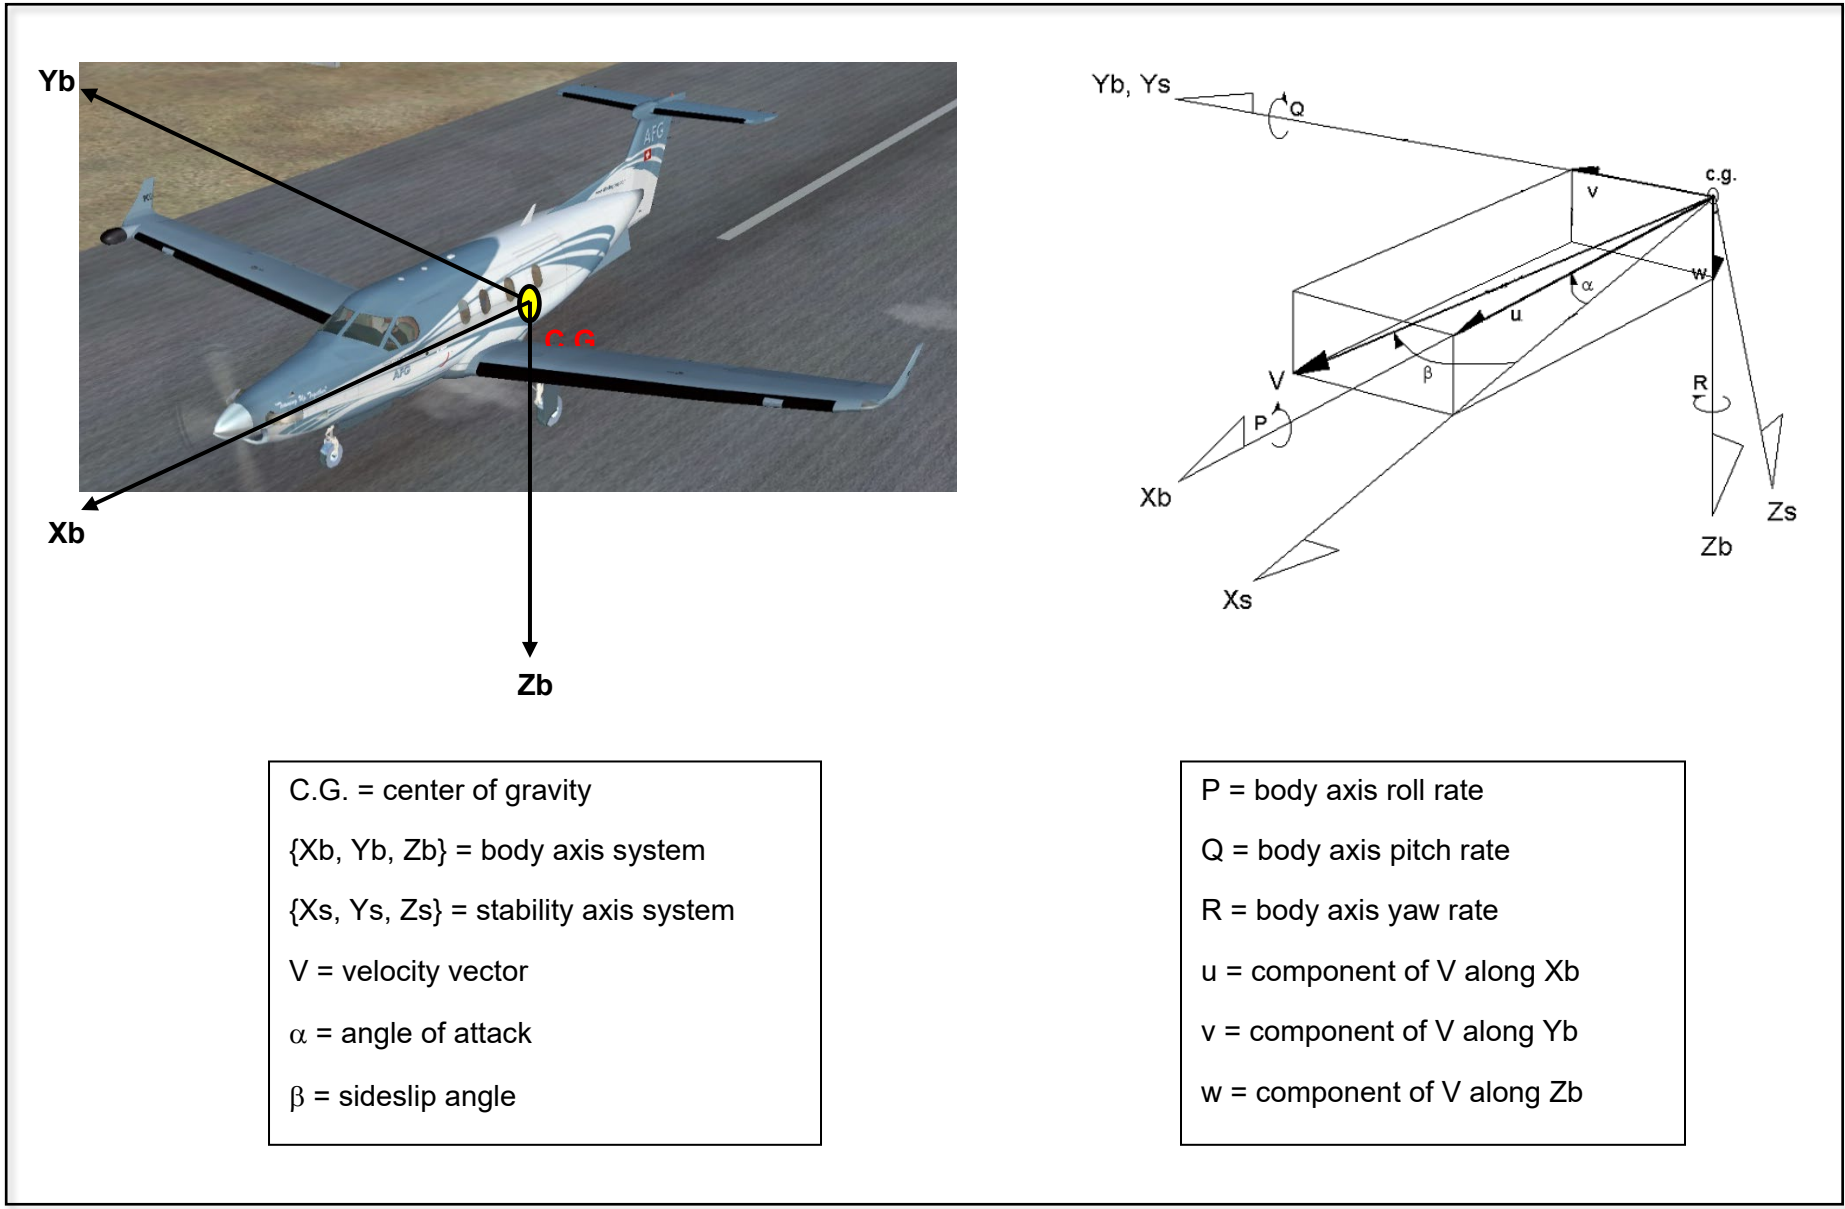 Yb
AFG
C.G.
AFG
Xb
Zb
Yb, Ys
Q
c.g.
v
w
α
u
β
V
R
P
Xb
Zs
Zb
Xs
C.G. = center of gravity
{Xb, Yb, Zb} = body axis system
{Xs, Ys, Zs} = stability axis system
V = velocity vector
α = angle of attack
β = sideslip angle
P = body axis roll rate
Q = body axis pitch rate
R = body axis yaw rate
u = component of V along Xb
v = component of V along Yb
w = component of V along Zb